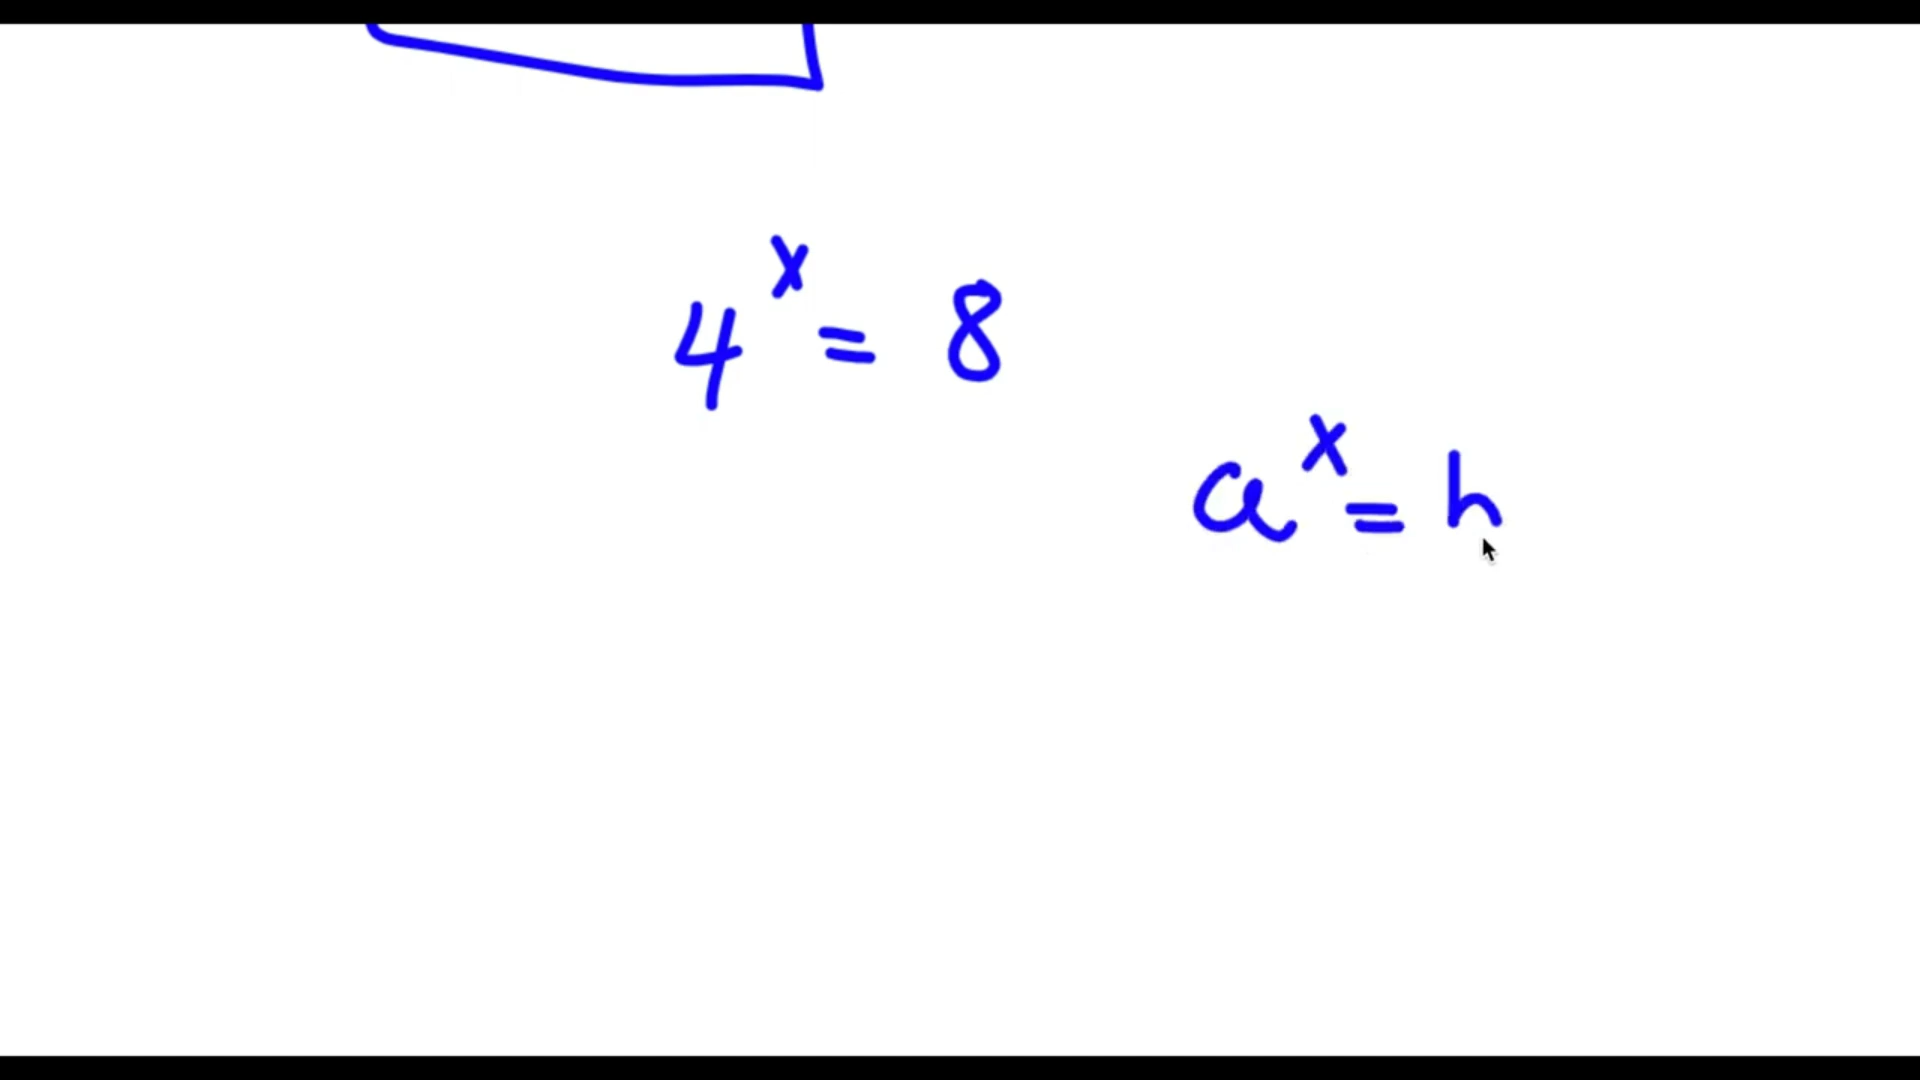 4^x = 8
a^x = h